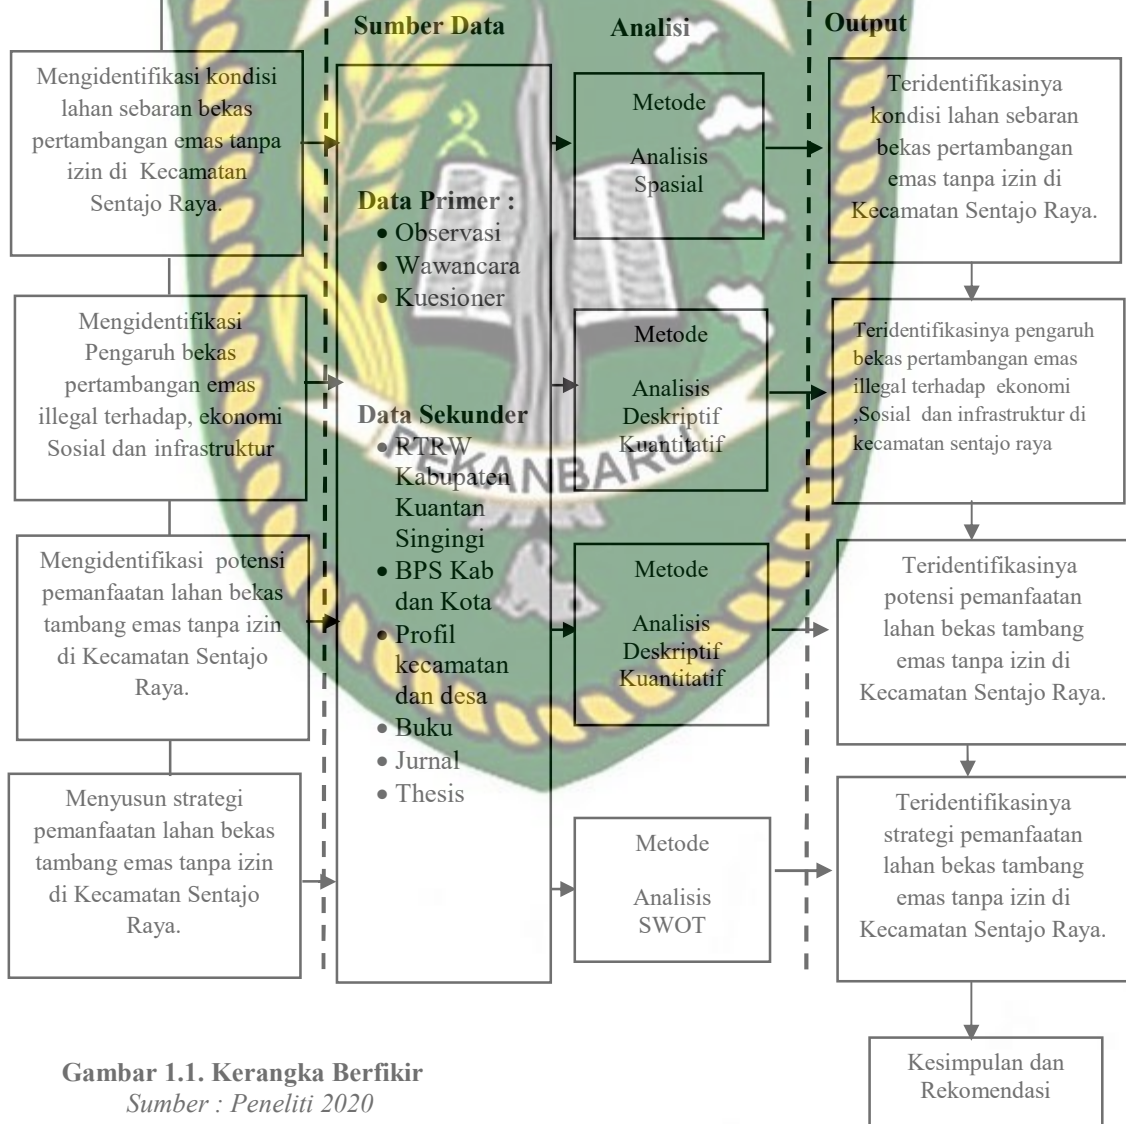 Sumber Data
Analisi
Output
Mengidentifikasi kondisi
lahan sebaran bekas
pertambangan emas tanpa
izin di Kecamatan
Sentajo Raya.
Mengidentifikasi
Pengaruh bekas
pertambangan emas
illegal terhadap, ekonomi
Sosial dan infrastruktur
Mengidentifikasi potensi
pemanfaatan lahan bekas
tambang emas tanpa izin
di Kecamatan Sentajo
Raya.
Menyusun strategi
pemanfaatan lahan bekas
tambang emas tanpa izin
di Kecamatan Sentajo
Raya.
Data Primer :
• Observasi
• Wawancara
• Kuesioner
Data Sekunder
• RTRW
Kabupaten
Kuantan
Singingi
• BPS Kab
dan Kota
• Profil
kecamatan
dan desa
• Buku
• Jurnal
• Thesis
PEKANBARU
Metode
Analisis
Spasial
Metode
Analisis
Deskriptif
Kuantitatif
Metode
Analisis
Deskriptif
Kuantitatif
Metode
Analisis
SWOT
Teridentifikasinya
kondisi lahan sebaran
bekas pertambangan
emas tanpa izin di
Kecamatan Sentajo Raya.
Teridentifikasinya pengaruh
bekas pertambangan emas
illegal terhadap ekonomi
,Sosial dan infrastruktur di
kecamatan sentajo raya
Teridentifikasinya
potensi pemanfaatan
lahan bekas tambang
emas tanpa izin di
Kecamatan Sentajo Raya.
Teridentifikasinya
strategi pemanfaatan
lahan bekas tambang
emas tanpa izin di
Kecamatan Sentajo Raya.
Kesimpulan dan
Rekomendasi
Gambar 1.1. Kerangka Berfikir
Sumber : Peneliti 2020